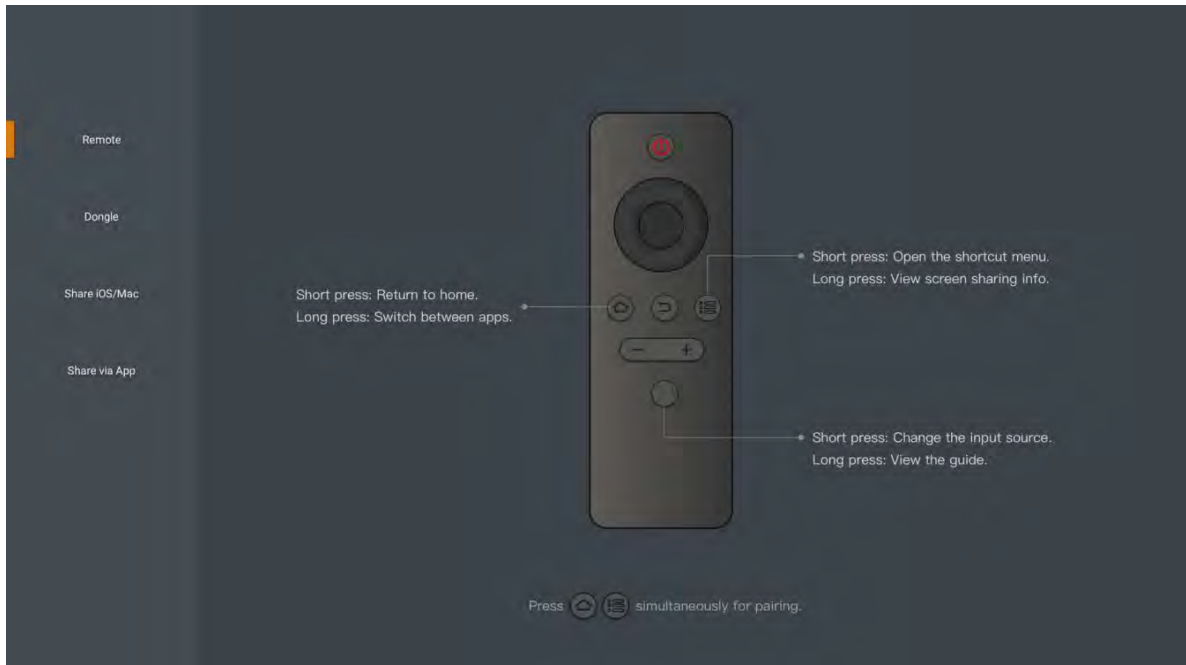 Remote
Dongle
Share iOS/Mac
Share via App
Short press: Return to home.
Long press: Switch between apps.
Short press: Open the shortcut menu.
Long press: View screen sharing info.
Short press: Change the input source.
Long press: View the guide.
Press simultaneously for pairing.